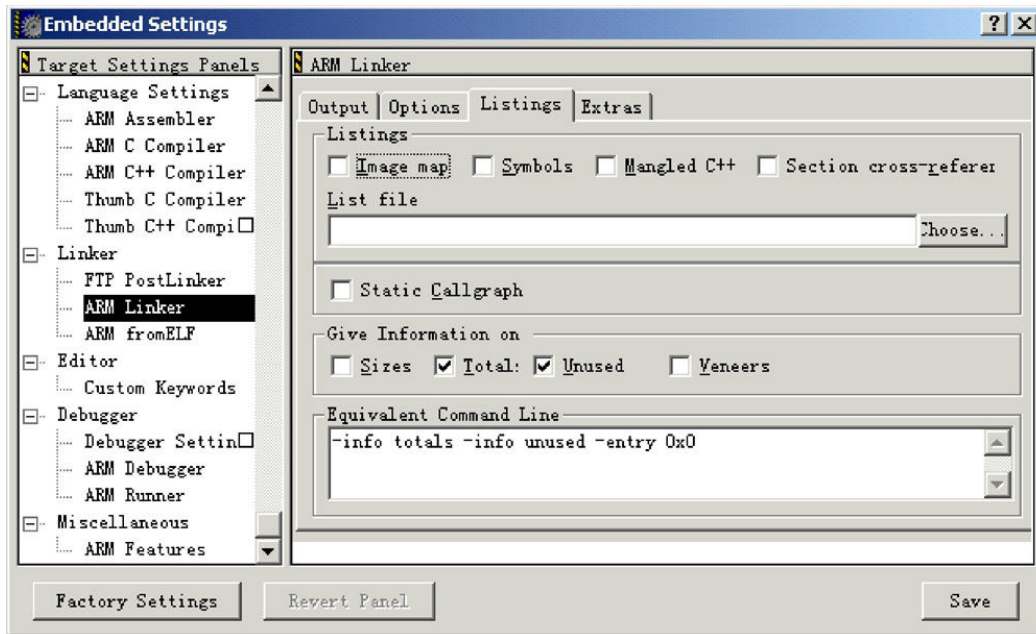 Embedded Settings
Target Settings Panels
Language Settings
ARM Assembler
ARM C Compiler
ARM C++ Compiler
Thumb C Compiler
Thumb C++ Compi
Linker
FTP PostLinker
ARM Linker
ARM fromELF
Editor
Custom Keywords
Debugger
Debugger Settin
ARM Debugger
ARM Runner
Miscellaneous
ARM Features
ARM Linker
Output Options Listings Extras
Listings
Image map Symbols Mangled C++ Section cross-referen
List file
Choose...
Static Callgraph
Give Information on
Sizes Total: Unused Veneers
Equivalent Command Line
-info totals -info unused -entry 0x0
Factory Settings Revert Panel Save